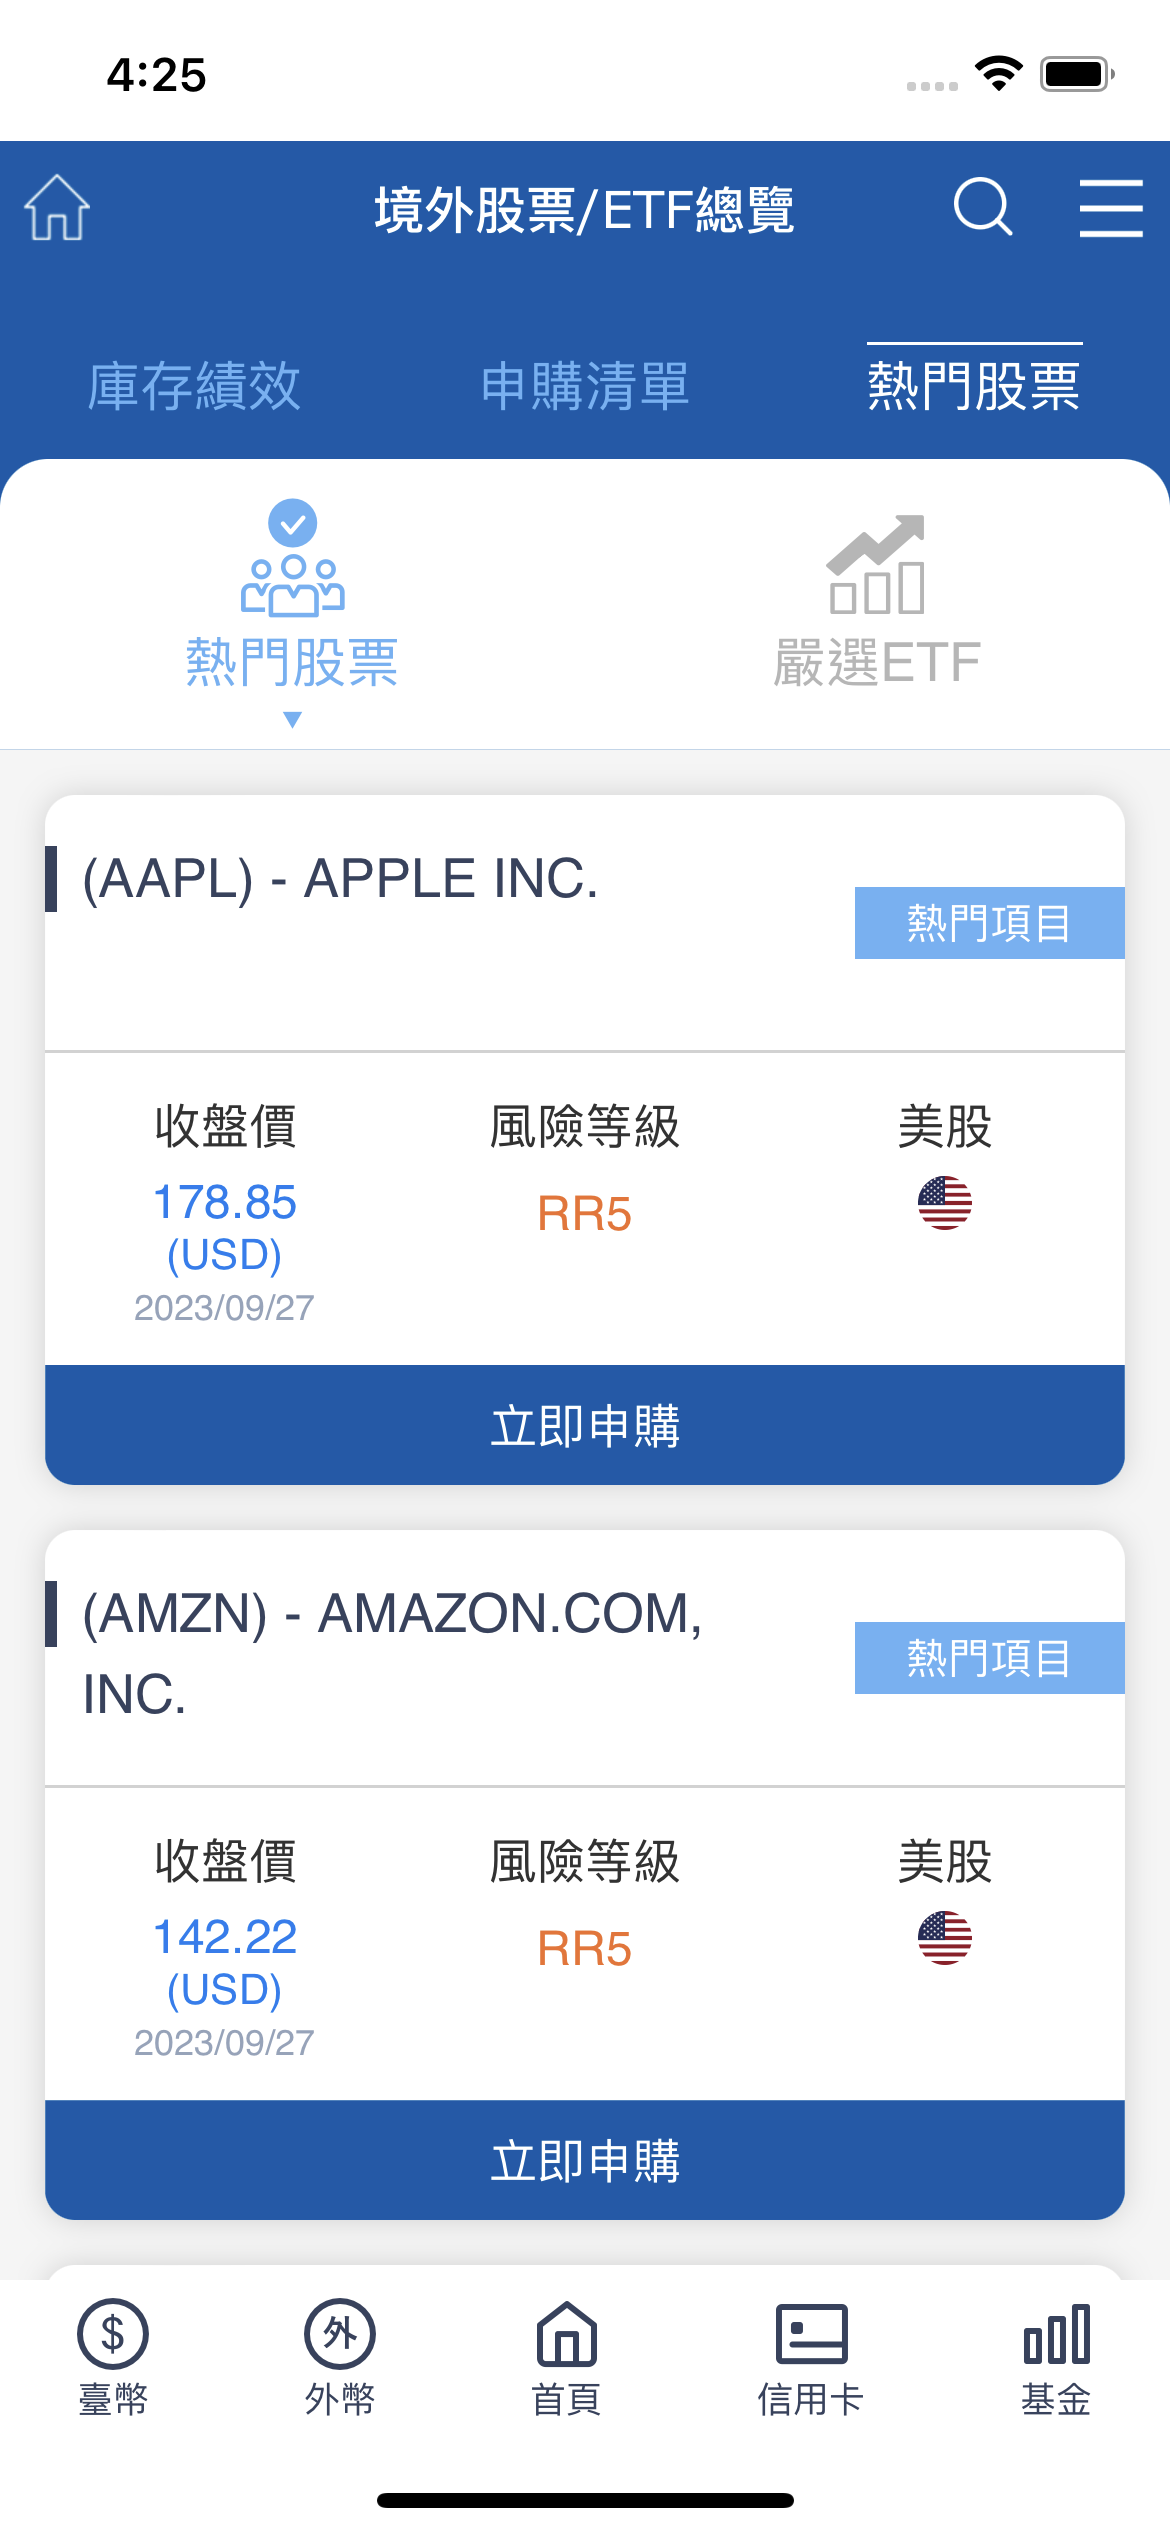 4:25
境外股票/ETF總覽
庫存績效 申購清單 熱門股票
熱門股票 嚴選ETF
(AAPL) - APPLE INC.
熱門項目
收盤價 風險等級 美股
178.85 RR5
(USD)
2023/09/27
立即申購
(AMZN) - AMAZON.COM,
INC.
熱門項目
收盤價 風險等級 美股
142.22 RR5
(USD)
2023/09/27
立即申購
$ 外
臺幣 外幣 首頁 信用卡 基金